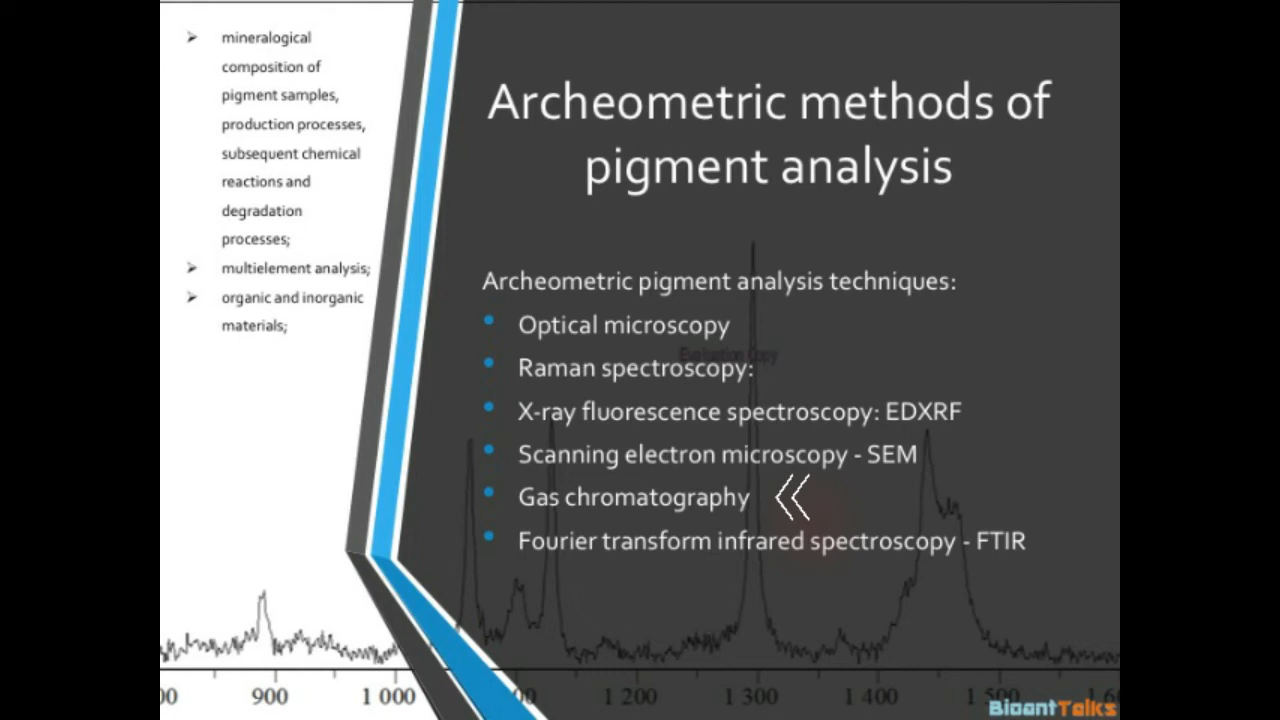 mineralogical
composition of
pigment samples,
production processes,
subsequent chemical
reactions and
degradation
processes;
multielement analysis;
organic and inorganic
materials;
Archeometric methods of
pigment analysis
Archeometric pigment analysis techniques:
Optical microscopy
Evaluation Copy
Raman spectroscopy:
X-ray fluorescence spectroscopy: EDXRF
Scanning electron microscopy - SEM
Gas chromatography
Fourier transform infrared spectroscopy - FTIR
900 1 000 1 200 1 300 1 400
BioantTalks